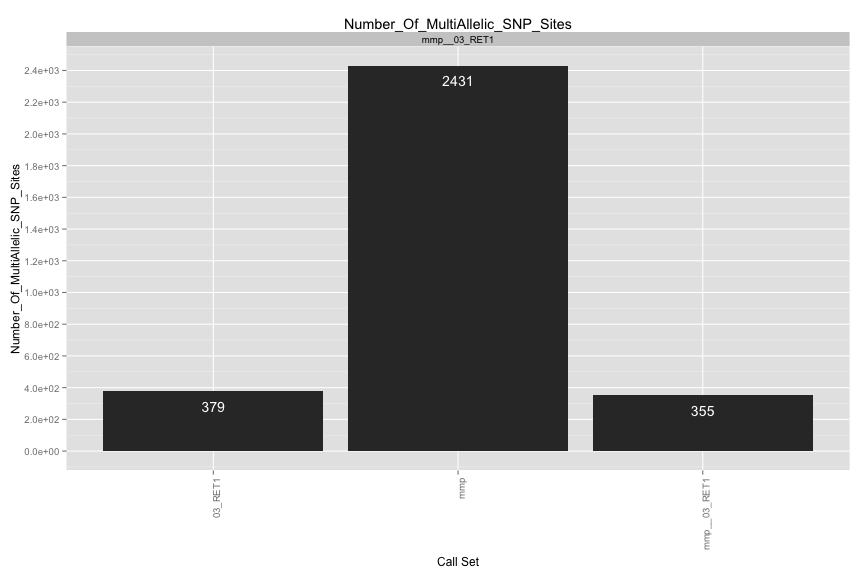 Number_Of_MultiAllelic_SNP_Sites
mmp__03_RET1
Number_Of_MultiAllelic_SNP_Sites
2.4e+03
2.2e+03
2.0e+03
1.8e+03
1.6e+03
1.4e+03
1.2e+03
1.0e+03
8.0e+02
6.0e+02
4.0e+02
2.0e+02
0.0e+00
379
2431
355
03_RET1
mmp
mmp__03_RET1
Call Set